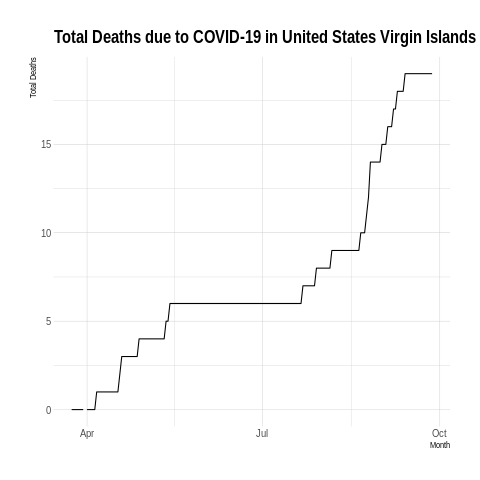 Total Deaths due to COVID-19 in United States Virgin Islands
Total Deaths
15
10
5
0
Apr Jul Oct
Month